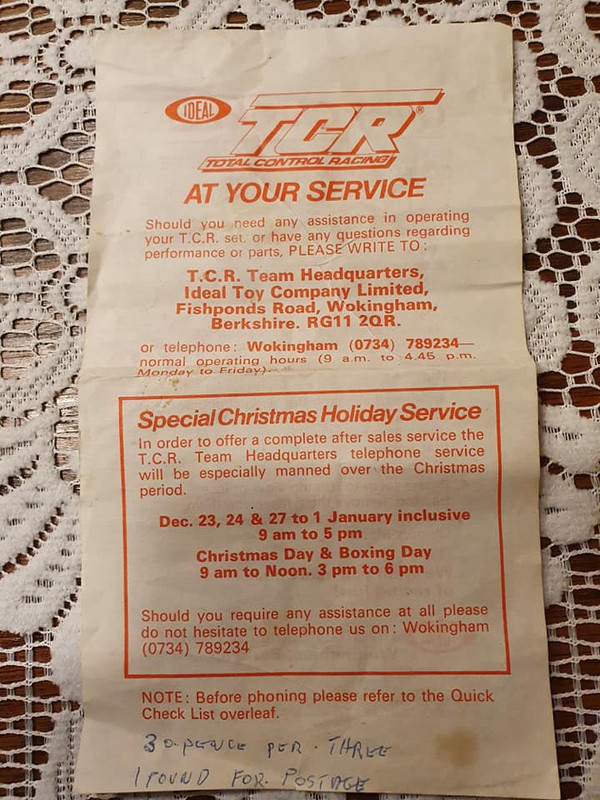 IDEAL
TCR®
TOTAL CONTROL RACING
AT YOUR SERVICE
Should you need any assistance in operating
your T.C.R. set, or have any questions regarding
performance or parts, PLEASE WRITE TO:
T.C.R. Team Headquarters,
Ideal Toy Company Limited,
Fishponds Road, Wokingham,
Berkshire. RG11 2QR.
or telephone: Wokingham (0734) 789234—
normal operating hours (9 a.m. to 4.45 p.m.
Monday to Friday).
Special Christmas Holiday Service
In order to offer a complete after sales service the
T.C.R. Team Headquarters telephone service
will be especially manned over the Christmas
period.
Dec. 23, 24 & 27 to 1 January inclusive
9 am to 5 pm
Christmas Day & Boxing Day
9 am to Noon. 3 pm to 6 pm
Should you require any assistance at all please
do not hesitate to telephone us on: Wokingham
(0734) 789234
NOTE: Before phoning please refer to the Quick
Check List overleaf.
30.PENCE PER. THREE
1 POUND FOR. POSTAGE